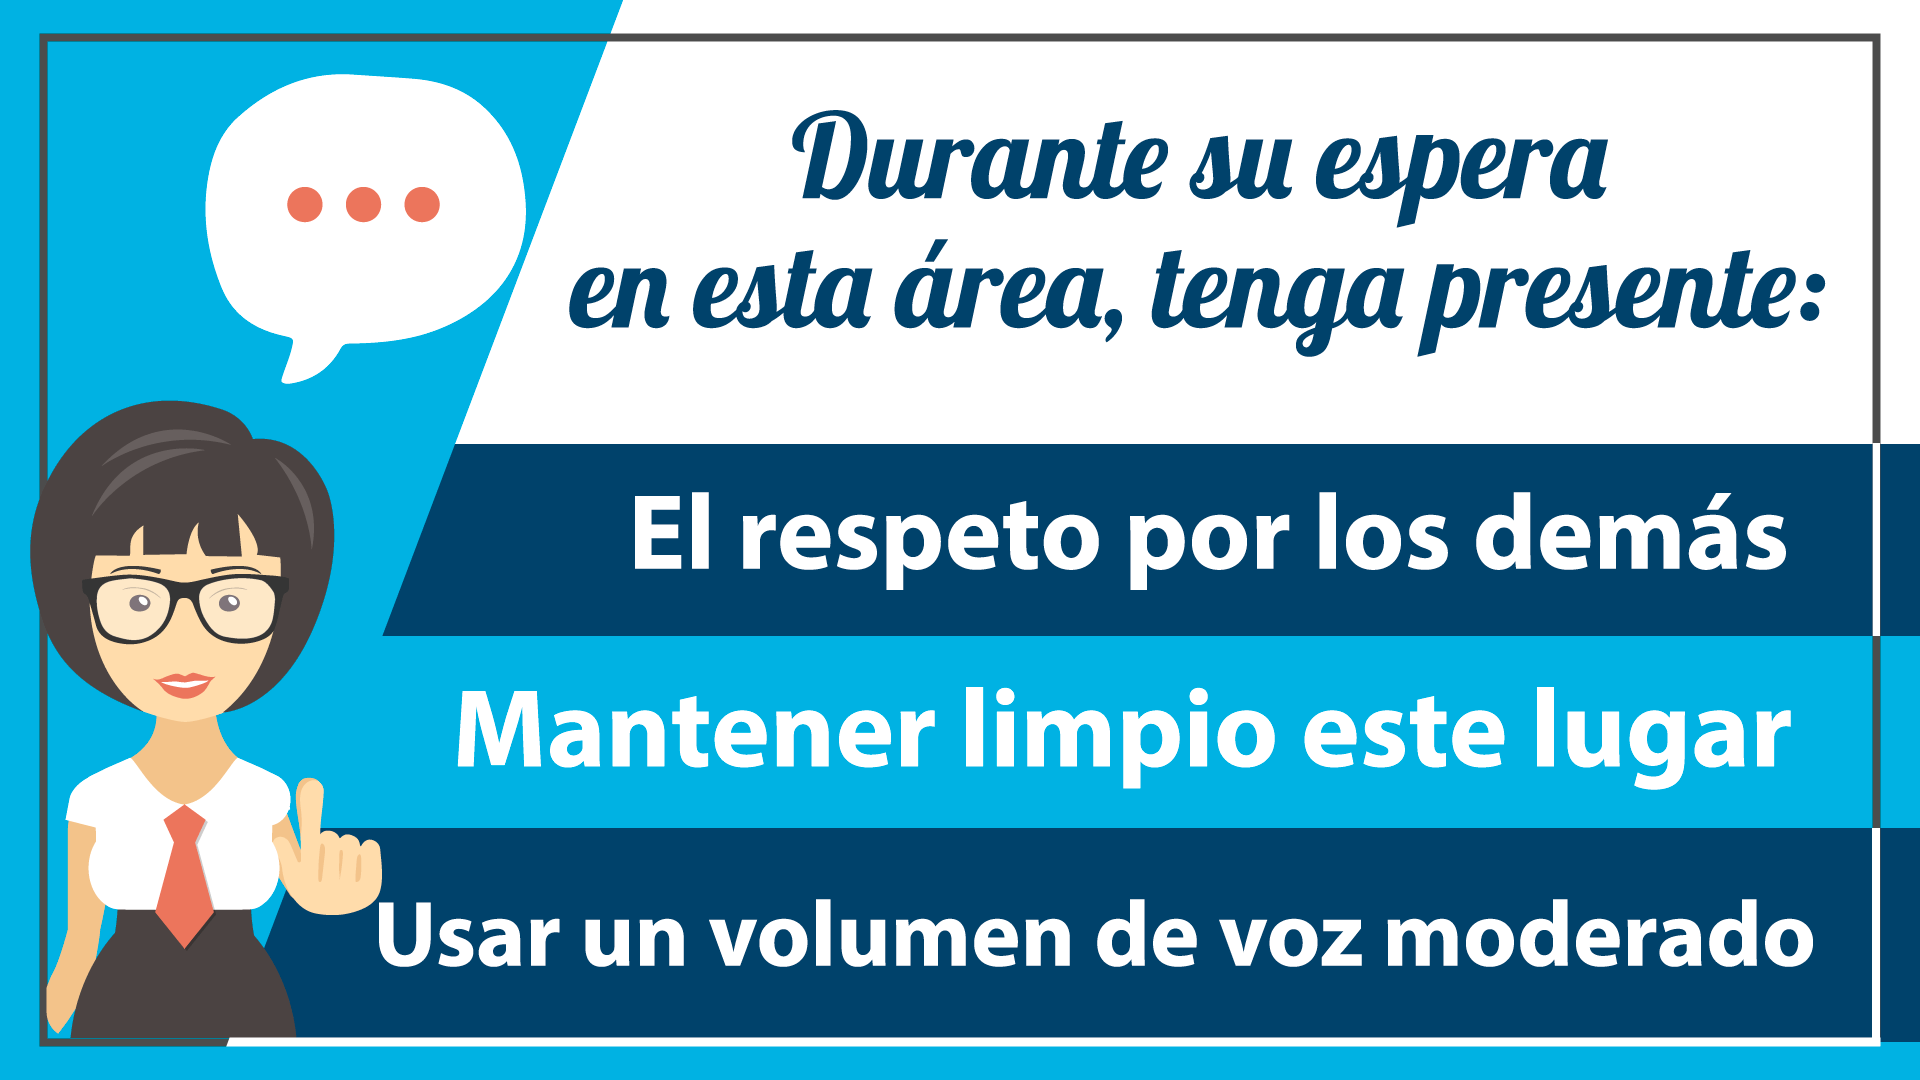 Durante su espera
en esta área, tenga presente:
El respeto por los demás
Mantener limpio este lugar
Usar un volumen de voz moderado